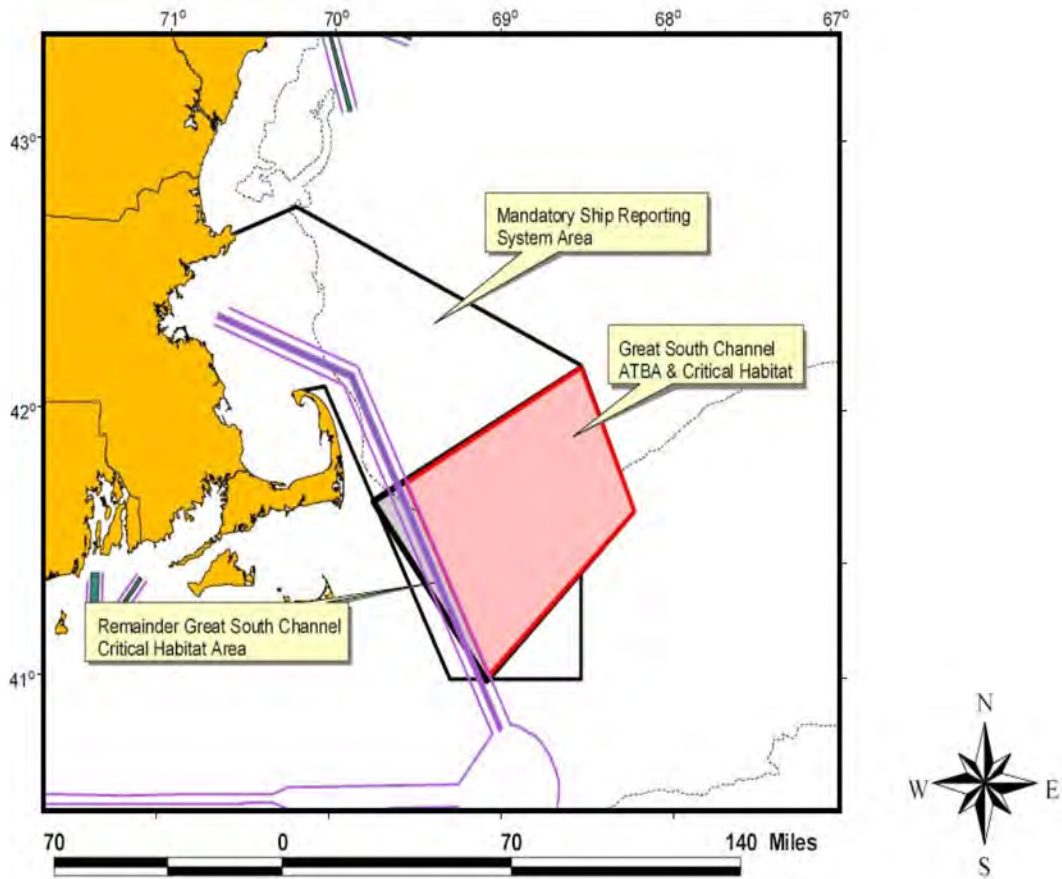 71° 70° 69° 68° 67°
43°
Mandatory Ship Reporting
System Area
Great South Channel
ATBA & Critical Habitat
42°
Remainder Great South Channel
Critical Habitat Area
41°
N
W E
S
70 0 70 140 Miles